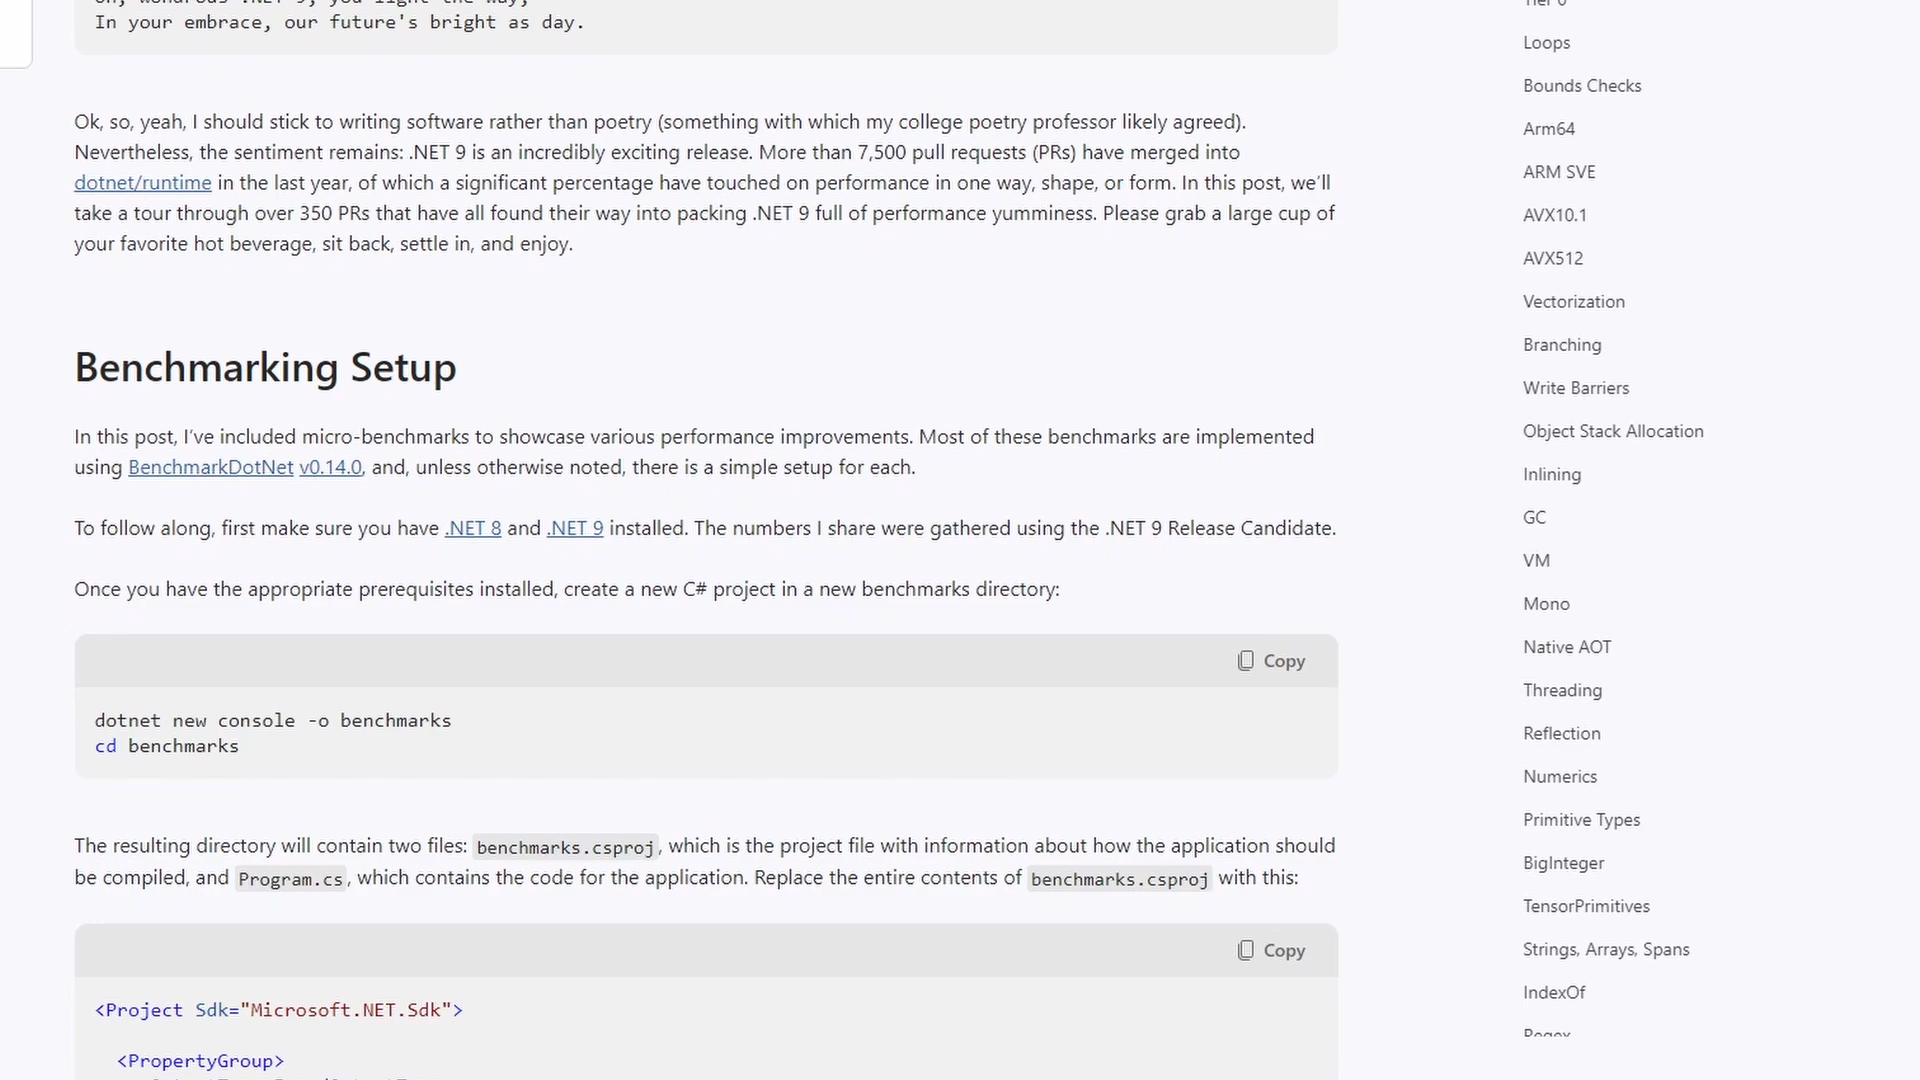 In your embrace, our future's bright as day.
Ok, so, yeah, I should stick to writing software rather than poetry (something with which my college poetry professor likely agreed).
Nevertheless, the sentiment remains: .NET 9 is an incredibly exciting release. More than 7,500 pull requests (PRs) have merged into
dotnet/runtime in the last year, of which a significant percentage have touched on performance in one way, shape, or form. In this post, we’ll
take a tour through over 350 PRs that have all found their way into packing .NET 9 full of performance yumminess. Please grab a large cup of
your favorite hot beverage, sit back, settle in, and enjoy.
Benchmarking Setup
In this post, I’ve included micro-benchmarks to showcase various performance improvements. Most of these benchmarks are implemented
using BenchmarkDotNet v0.14.0, and, unless otherwise noted, there is a simple setup for each.
To follow along, first make sure you have .NET 8 and .NET 9 installed. The numbers I share were gathered using the .NET 9 Release Candidate.
Once you have the appropriate prerequisites installed, create a new C# project in a new benchmarks directory:
Copy
dotnet new console -o benchmarks
cd benchmarks
The resulting directory will contain two files: benchmarks.csproj, which is the project file with information about how the application should
be compiled, and Program.cs, which contains the code for the application. Replace the entire contents of benchmarks.csproj with this:
Copy
<Project Sdk="Microsoft.NET.Sdk">
<PropertyGroup>
Tier 0
Loops
Bounds Checks
Arm64
ARM SVE
AVX10.1
AVX512
Vectorization
Branching
Write Barriers
Object Stack Allocation
Inlining
GC
VM
Mono
Native AOT
Threading
Reflection
Numerics
Primitive Types
BigInteger
TensorPrimitives
Strings, Arrays, Spans
IndexOf
Regex